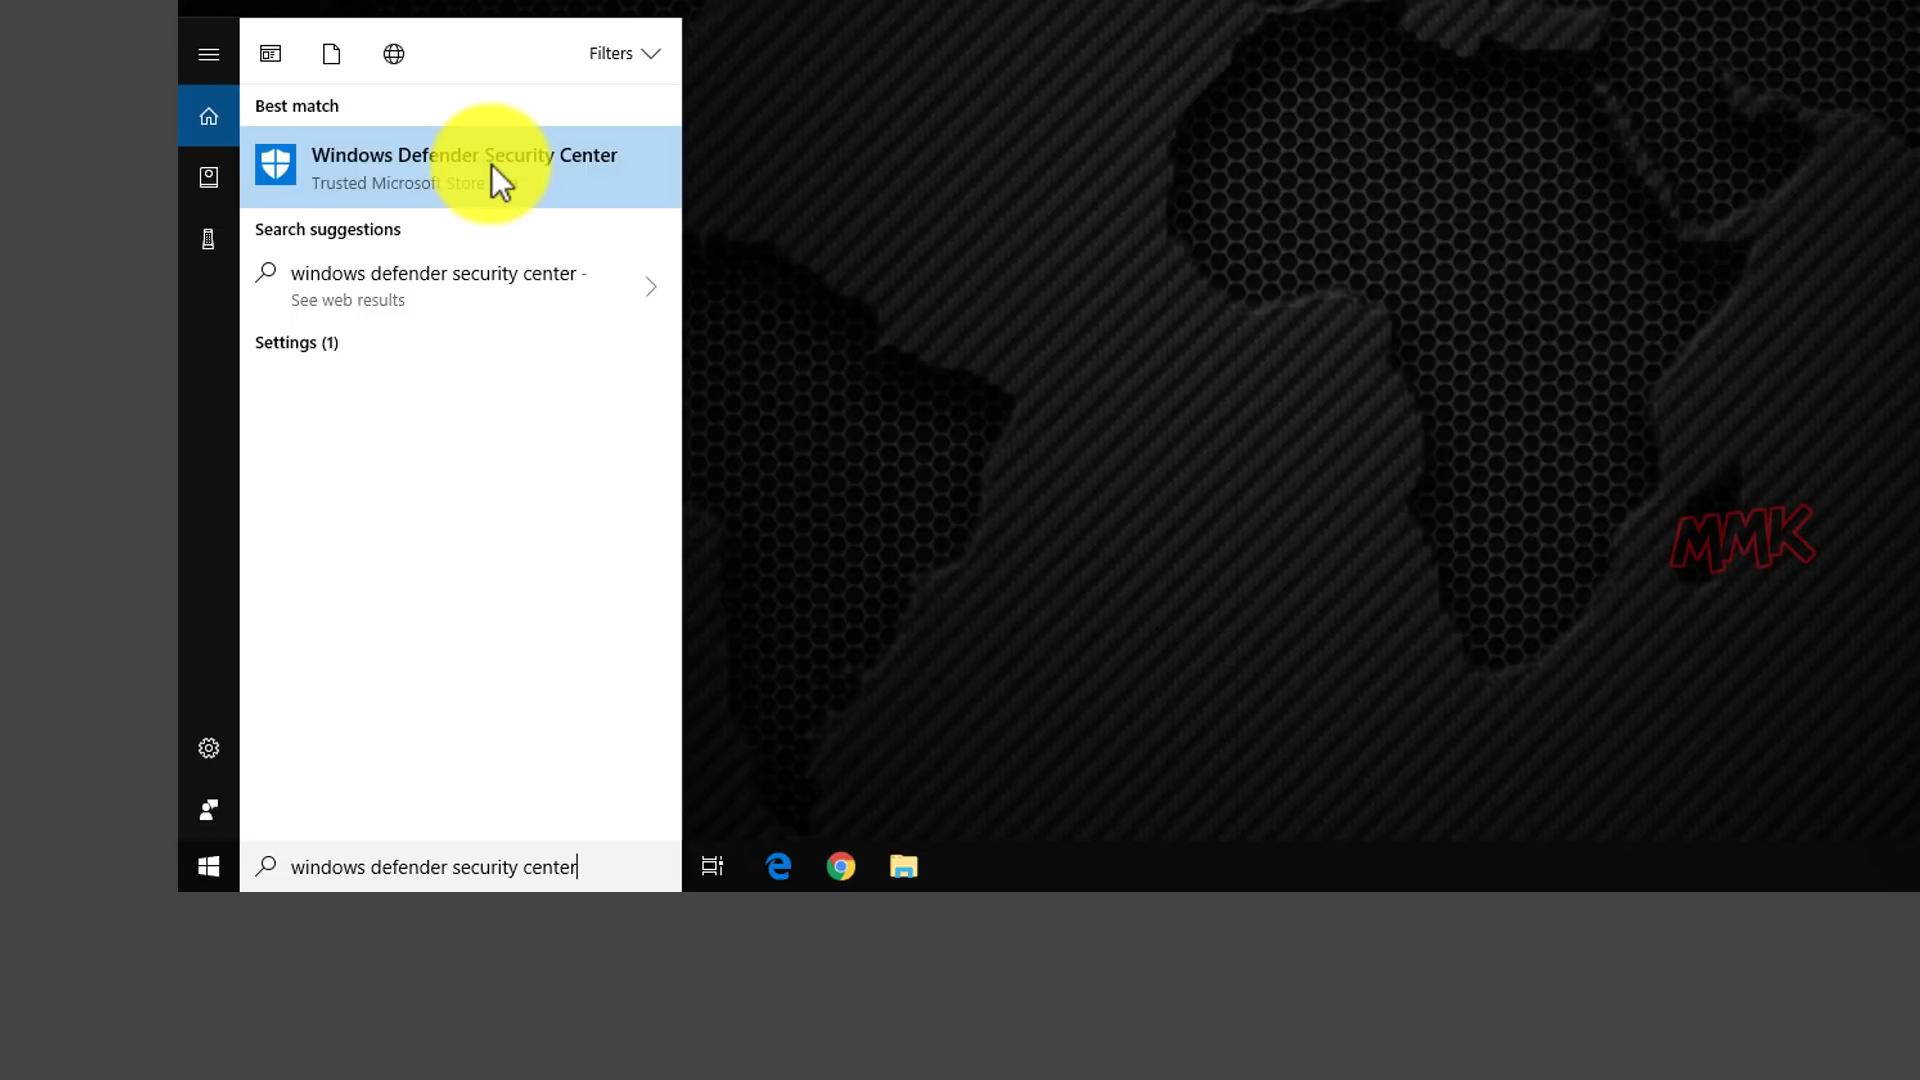 Filters
Best match
Windows Defender Security Center
Trusted Microsoft Store
Search suggestions
windows defender security center -
See web results
Settings (1)
MMK
windows defender security center